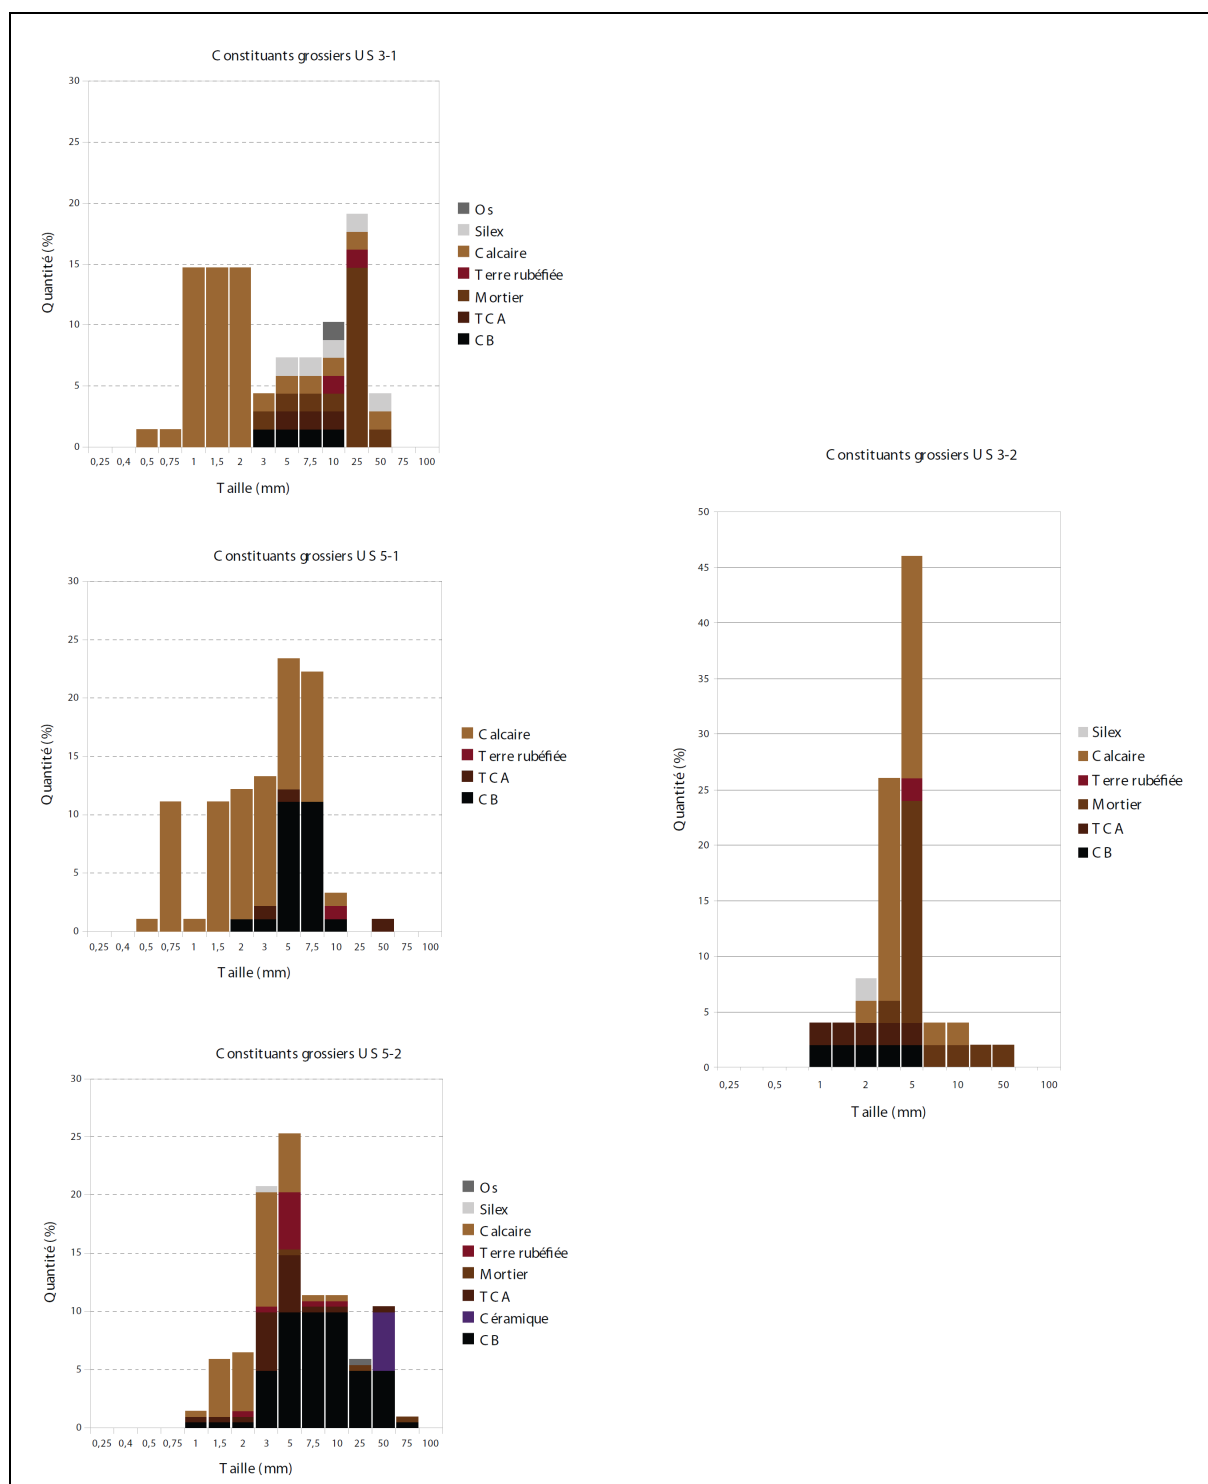 Constituants grossiers US 3-1
30
25
20
15
10
5
0
Quantité (%)
0,25 0,4 0,5 0,75 1 1,5 2 3 5 7,5 10 25 50 75 100
Taille (mm)
Os
Silex
Calcaire
Terre rubéfiée
Mortier
TCA
CB
Constituants grossiers US 5-1
30
25
20
15
10
5
0
Quantité (%)
0,25 0,4 0,5 0,75 1 1,5 2 3 5 7,5 10 25 50 75 100
Taille (mm)
Calcaire
Terre rubéfiée
TCA
CB
Constituants grossiers US 5-2
30
25
20
15
10
5
0
Quantité (%)
0,25 0,4 0,5 0,75 1 1,5 2 3 5 7,5 10 25 50 75 100
Taille (mm)
Os
Silex
Calcaire
Terre rubéfiée
Mortier
TCA
Céramique
CB
Constituants grossiers US 3-2
50
45
40
35
30
25
20
15
10
5
0
Quantité (%)
0,25 0,5 1 2 5 10 50 100
Taille (mm)
Silex
Calcaire
Terre rubéfiée
Mortier
TCA
CB